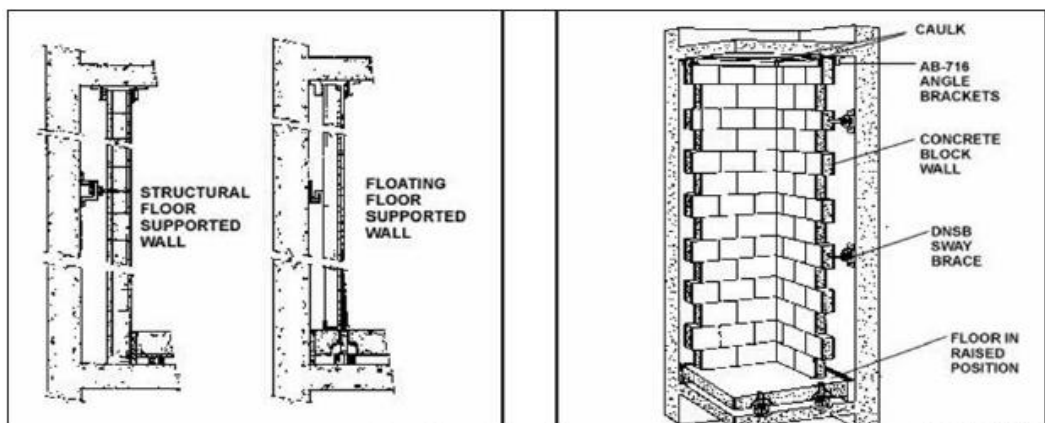 STRUCTURAL
FLOOR
SUPPORTED
WALL
FLOATING
FLOOR
SUPPORTED
WALL
CAULK
AB-716
ANGLE
BRACKETS
CONCRETE
BLOCK
WALL
DNSB
SWAY
BRACE
FLOOR IN
RAISED
POSITION